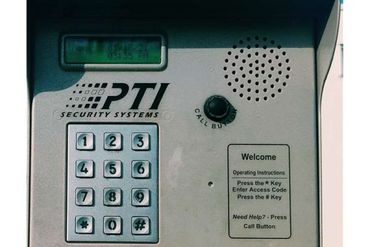 PTI
SECURITY SYSTEMS
CALL BUTTON
1 2 3
4 5 6
7 8 9
* 0 #
Welcome
Operating Instructions
Press the * Key
Enter Access Code
Press the # Key
Need Help? - Press
Call Button